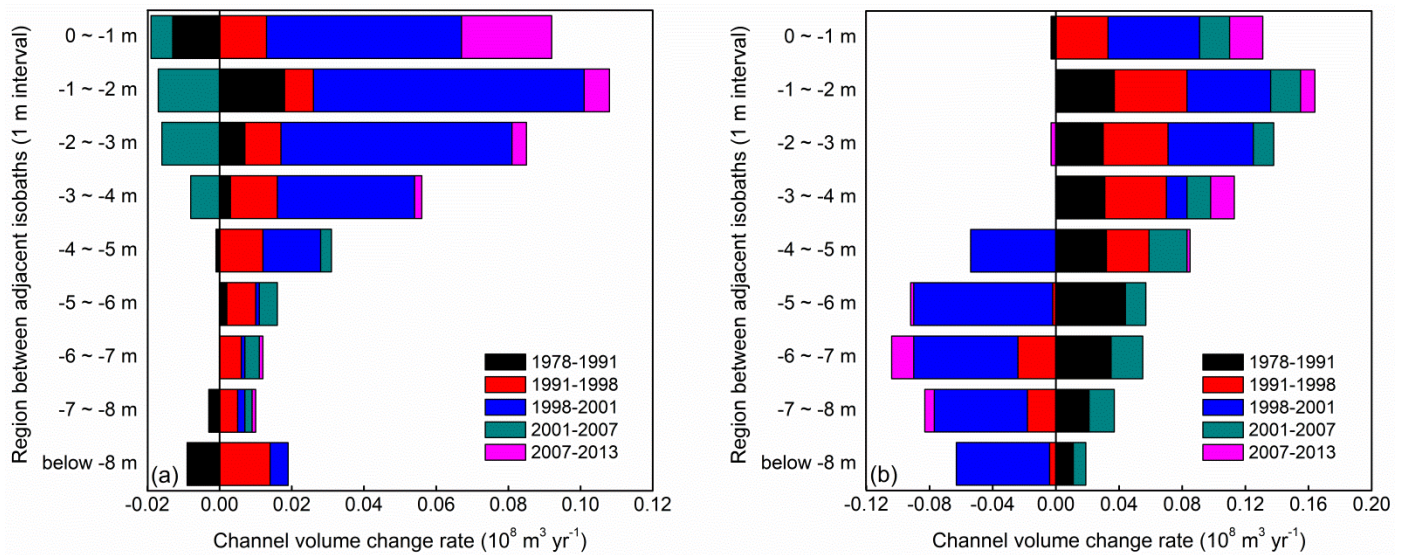 Region between adjacent isobaths (1 m interval)
0 ~ -1 m
-1 ~ -2 m
-2 ~ -3 m
-3 ~ -4 m
-4 ~ -5 m
-5 ~ -6 m
-6 ~ -7 m
-7 ~ -8 m
below -8 m
(a)
1978-1991
1991-1998
1998-2001
2001-2007
2007-2013
-0.02 0.00 0.02 0.04 0.06 0.08 0.10 0.12
Channel volume change rate (10⁸ m³ yr⁻¹)
Region between adjacent isobaths (1 m interval)
0 ~ -1 m
-1 ~ -2 m
-2 ~ -3 m
-3 ~ -4 m
-4 ~ -5 m
-5 ~ -6 m
-6 ~ -7 m
-7 ~ -8 m
below -8 m
(b)
1978-1991
1991-1998
1998-2001
2001-2007
2007-2013
-0.12 -0.08 -0.04 0.00 0.04 0.08 0.12 0.16 0.20
Channel volume change rate (10⁸ m³ yr⁻¹)